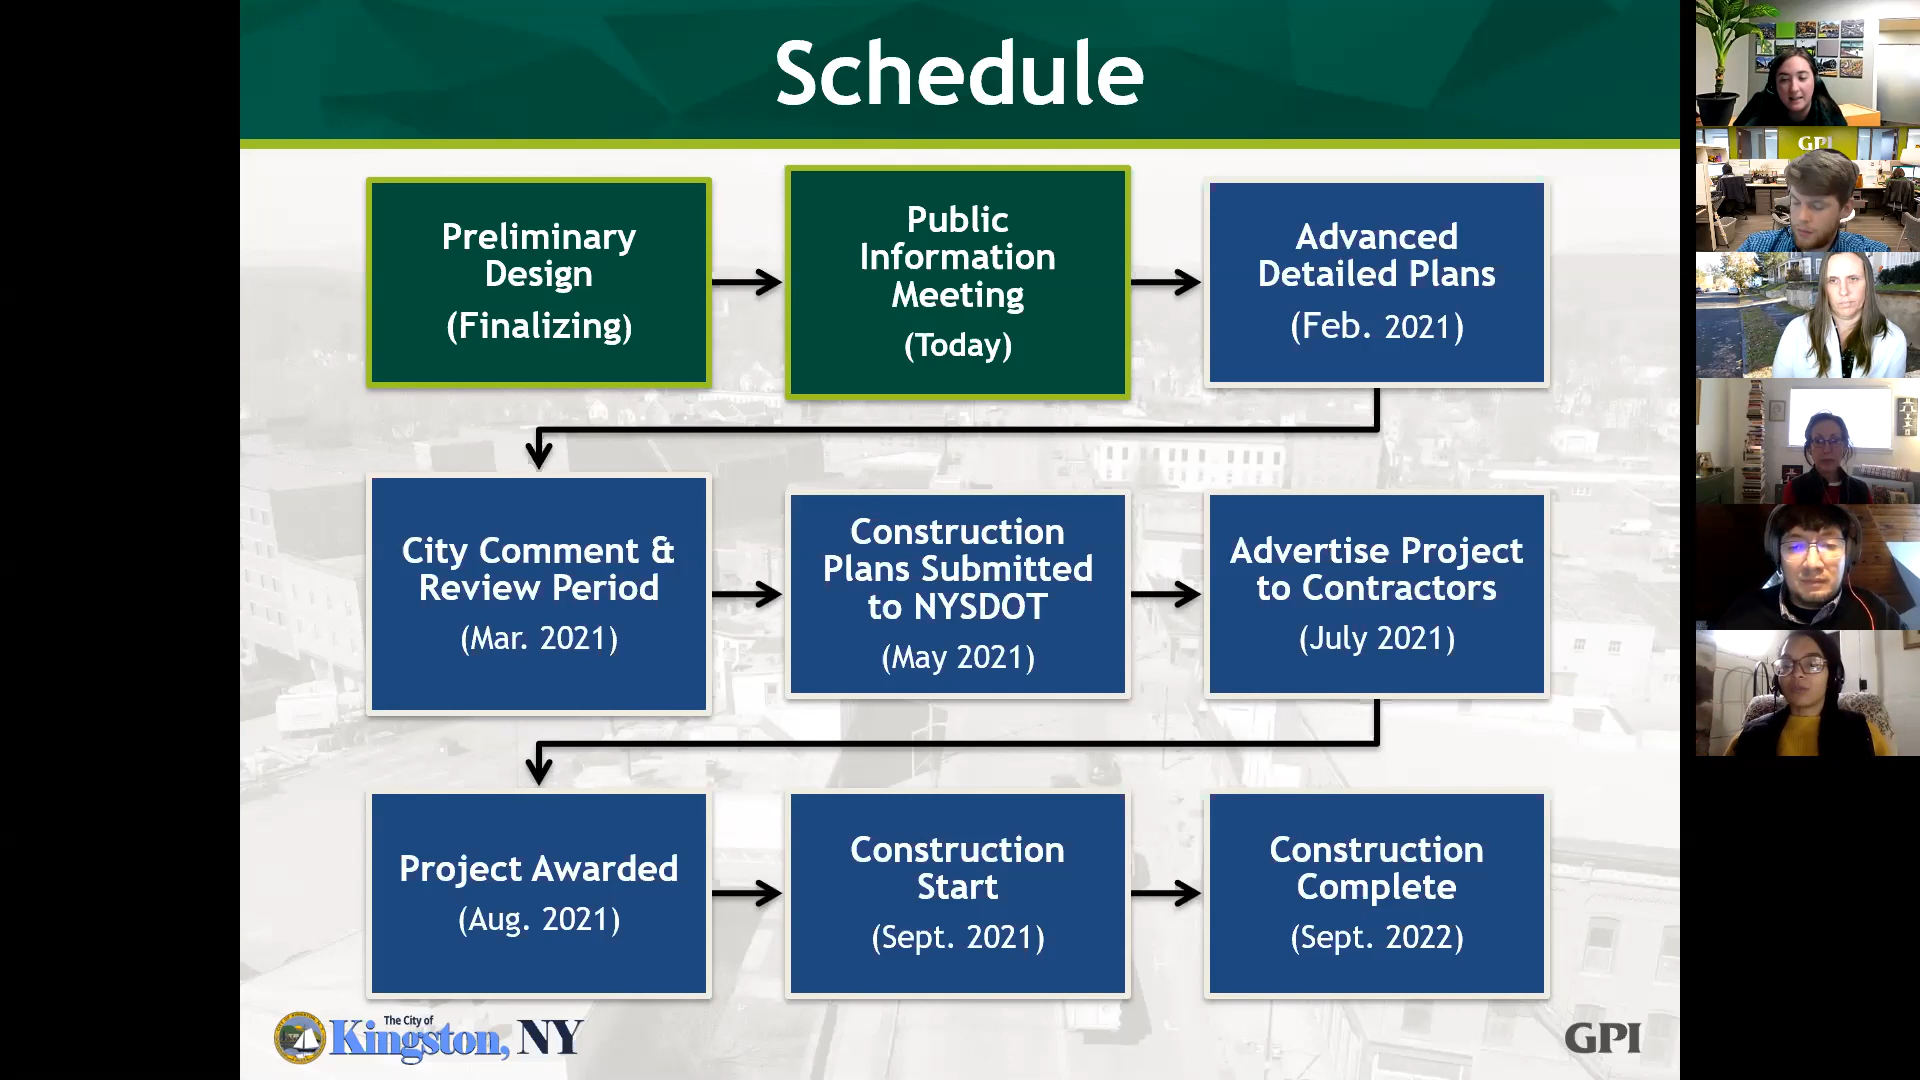 Schedule
Preliminary
Design
(Finalizing)
Public
Information
Meeting
(Today)
Advanced
Detailed Plans
(Feb. 2021)
City Comment &
Review Period
(Mar. 2021)
Construction
Plans Submitted
to NYSDOT
(May 2021)
Advertise Project
to Contractors
(July 2021)
Project Awarded
(Aug. 2021)
Construction
Start
(Sept. 2021)
Construction
Complete
(Sept. 2022)
The City of
Kingston, NY
GPI
GPI